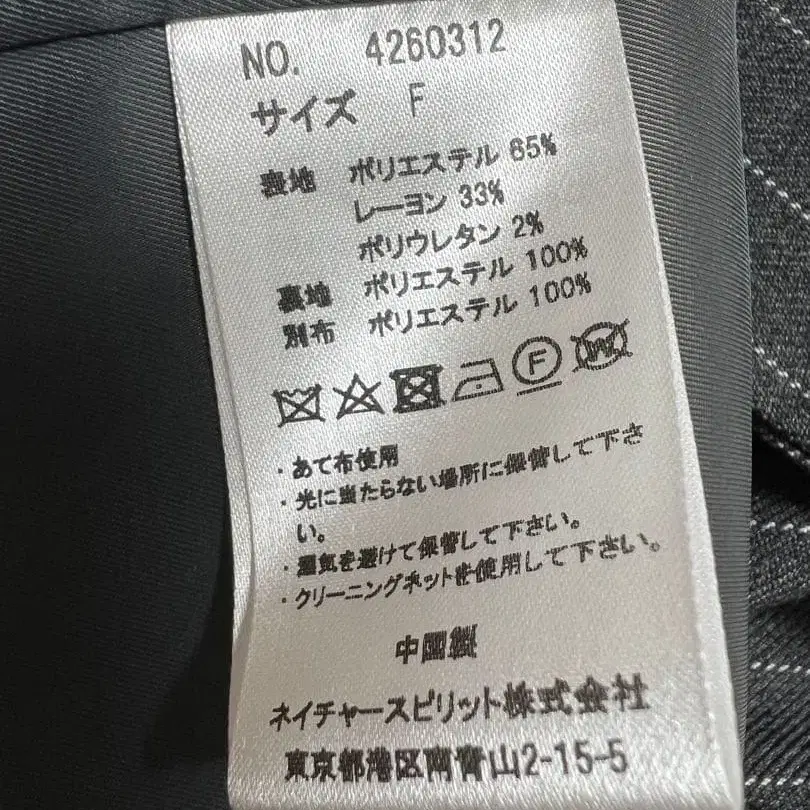 NO. 4260312
サイズ F
表地 ポリエステル 65%
レーヨン 33%
ポリウレタン 2%
裏地 ポリエステル 100%
別布 ポリエステル 100%
F W
・あて布使用
・光に当たらない場所に保管して下さ
い。
・湿気を避けて保管して下さい。
・クリーニングネットを使用して下さい。
中国製
ネイチャースピリット株式会社
東京都港区南青山2-15-5